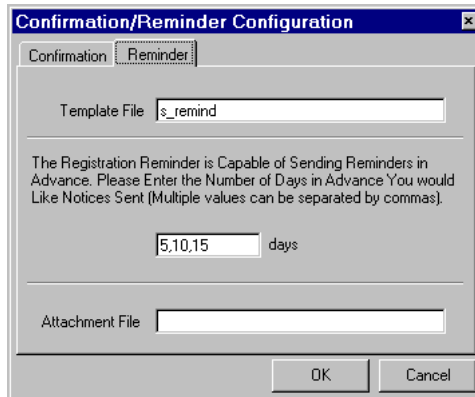 Confirmation/Reminder Configuration
Confirmation Reminder
Template File s_remind
The Registration Reminder is Capable of Sending Reminders in
Advance. Please Enter the Number of Days in Advance You would
Like Notices Sent (Multiple values can be separated by commas).
5,10,15 days
Attachment File
OK Cancel